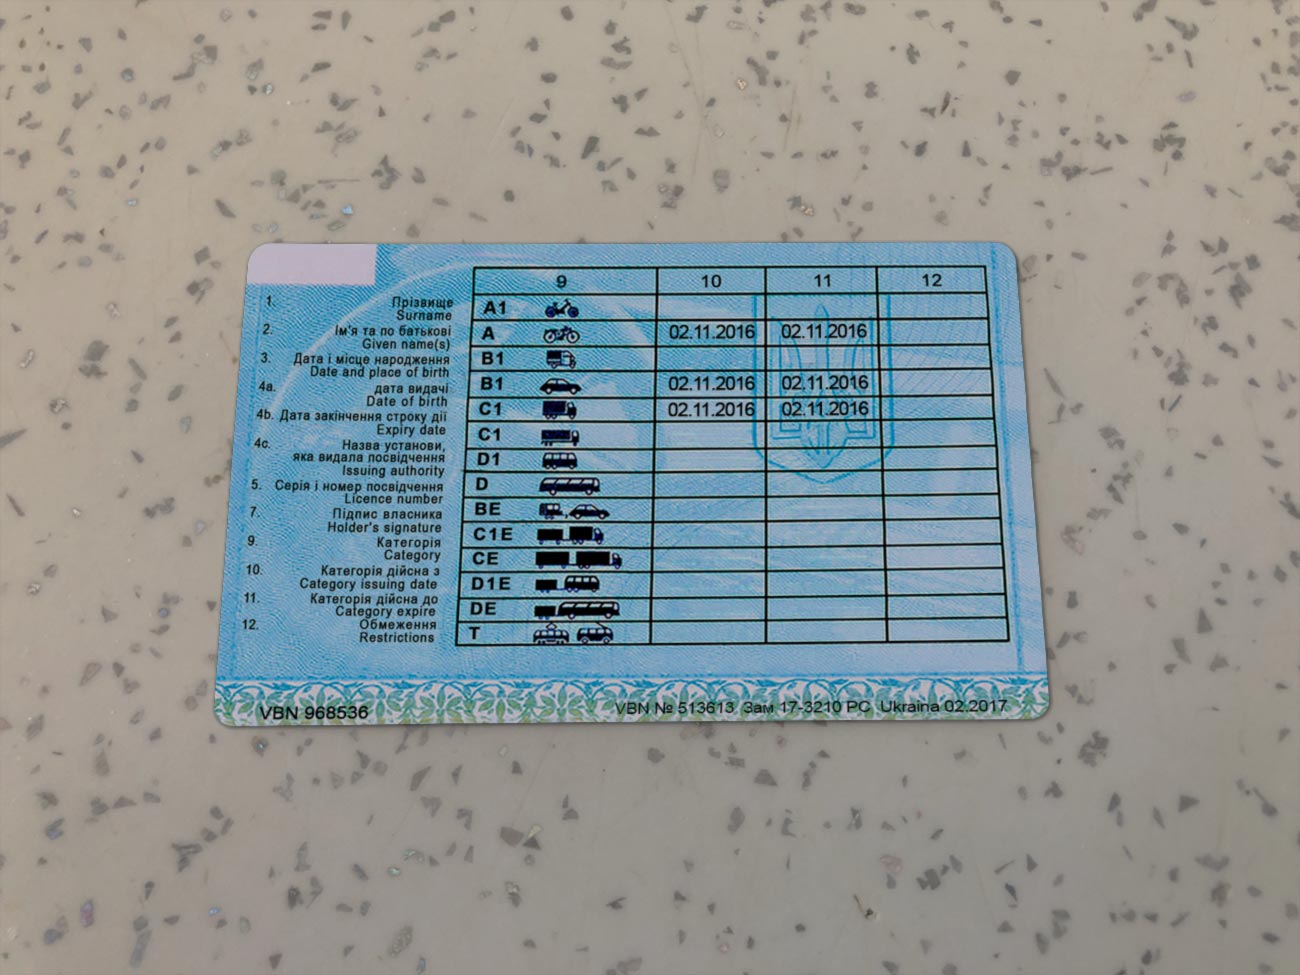 1. Прізвище
Surname
2. Ім'я та по батькові
Given name(s)
3. Дата і місце народження
Date and place of birth
4a. дата видачі
Date of birth
4b. Дата закінчення строку дії
Expiry date
4c. Назва установи,
яка видала посвідчення
Issuing authority
5. Серія і номер посвідчення
Licence number
7. Підпис власника
Holder's signature
9. Категорія
Category
10. Категорія дійсна з
Category issuing date
11. Категорія дійсна до
Category expire
12. Обмеження
Restrictions
9 10 11 12
A1
A 02.11.2016 02.11.2016
B1
B1 02.11.2016 02.11.2016
C1 02.11.2016 02.11.2016
C1
D1
D
BE
C1E
CE
D1E
DE
T
VBN 968536
VBN № 513613, Зам 17-3210 PC Ukraina 02.2017